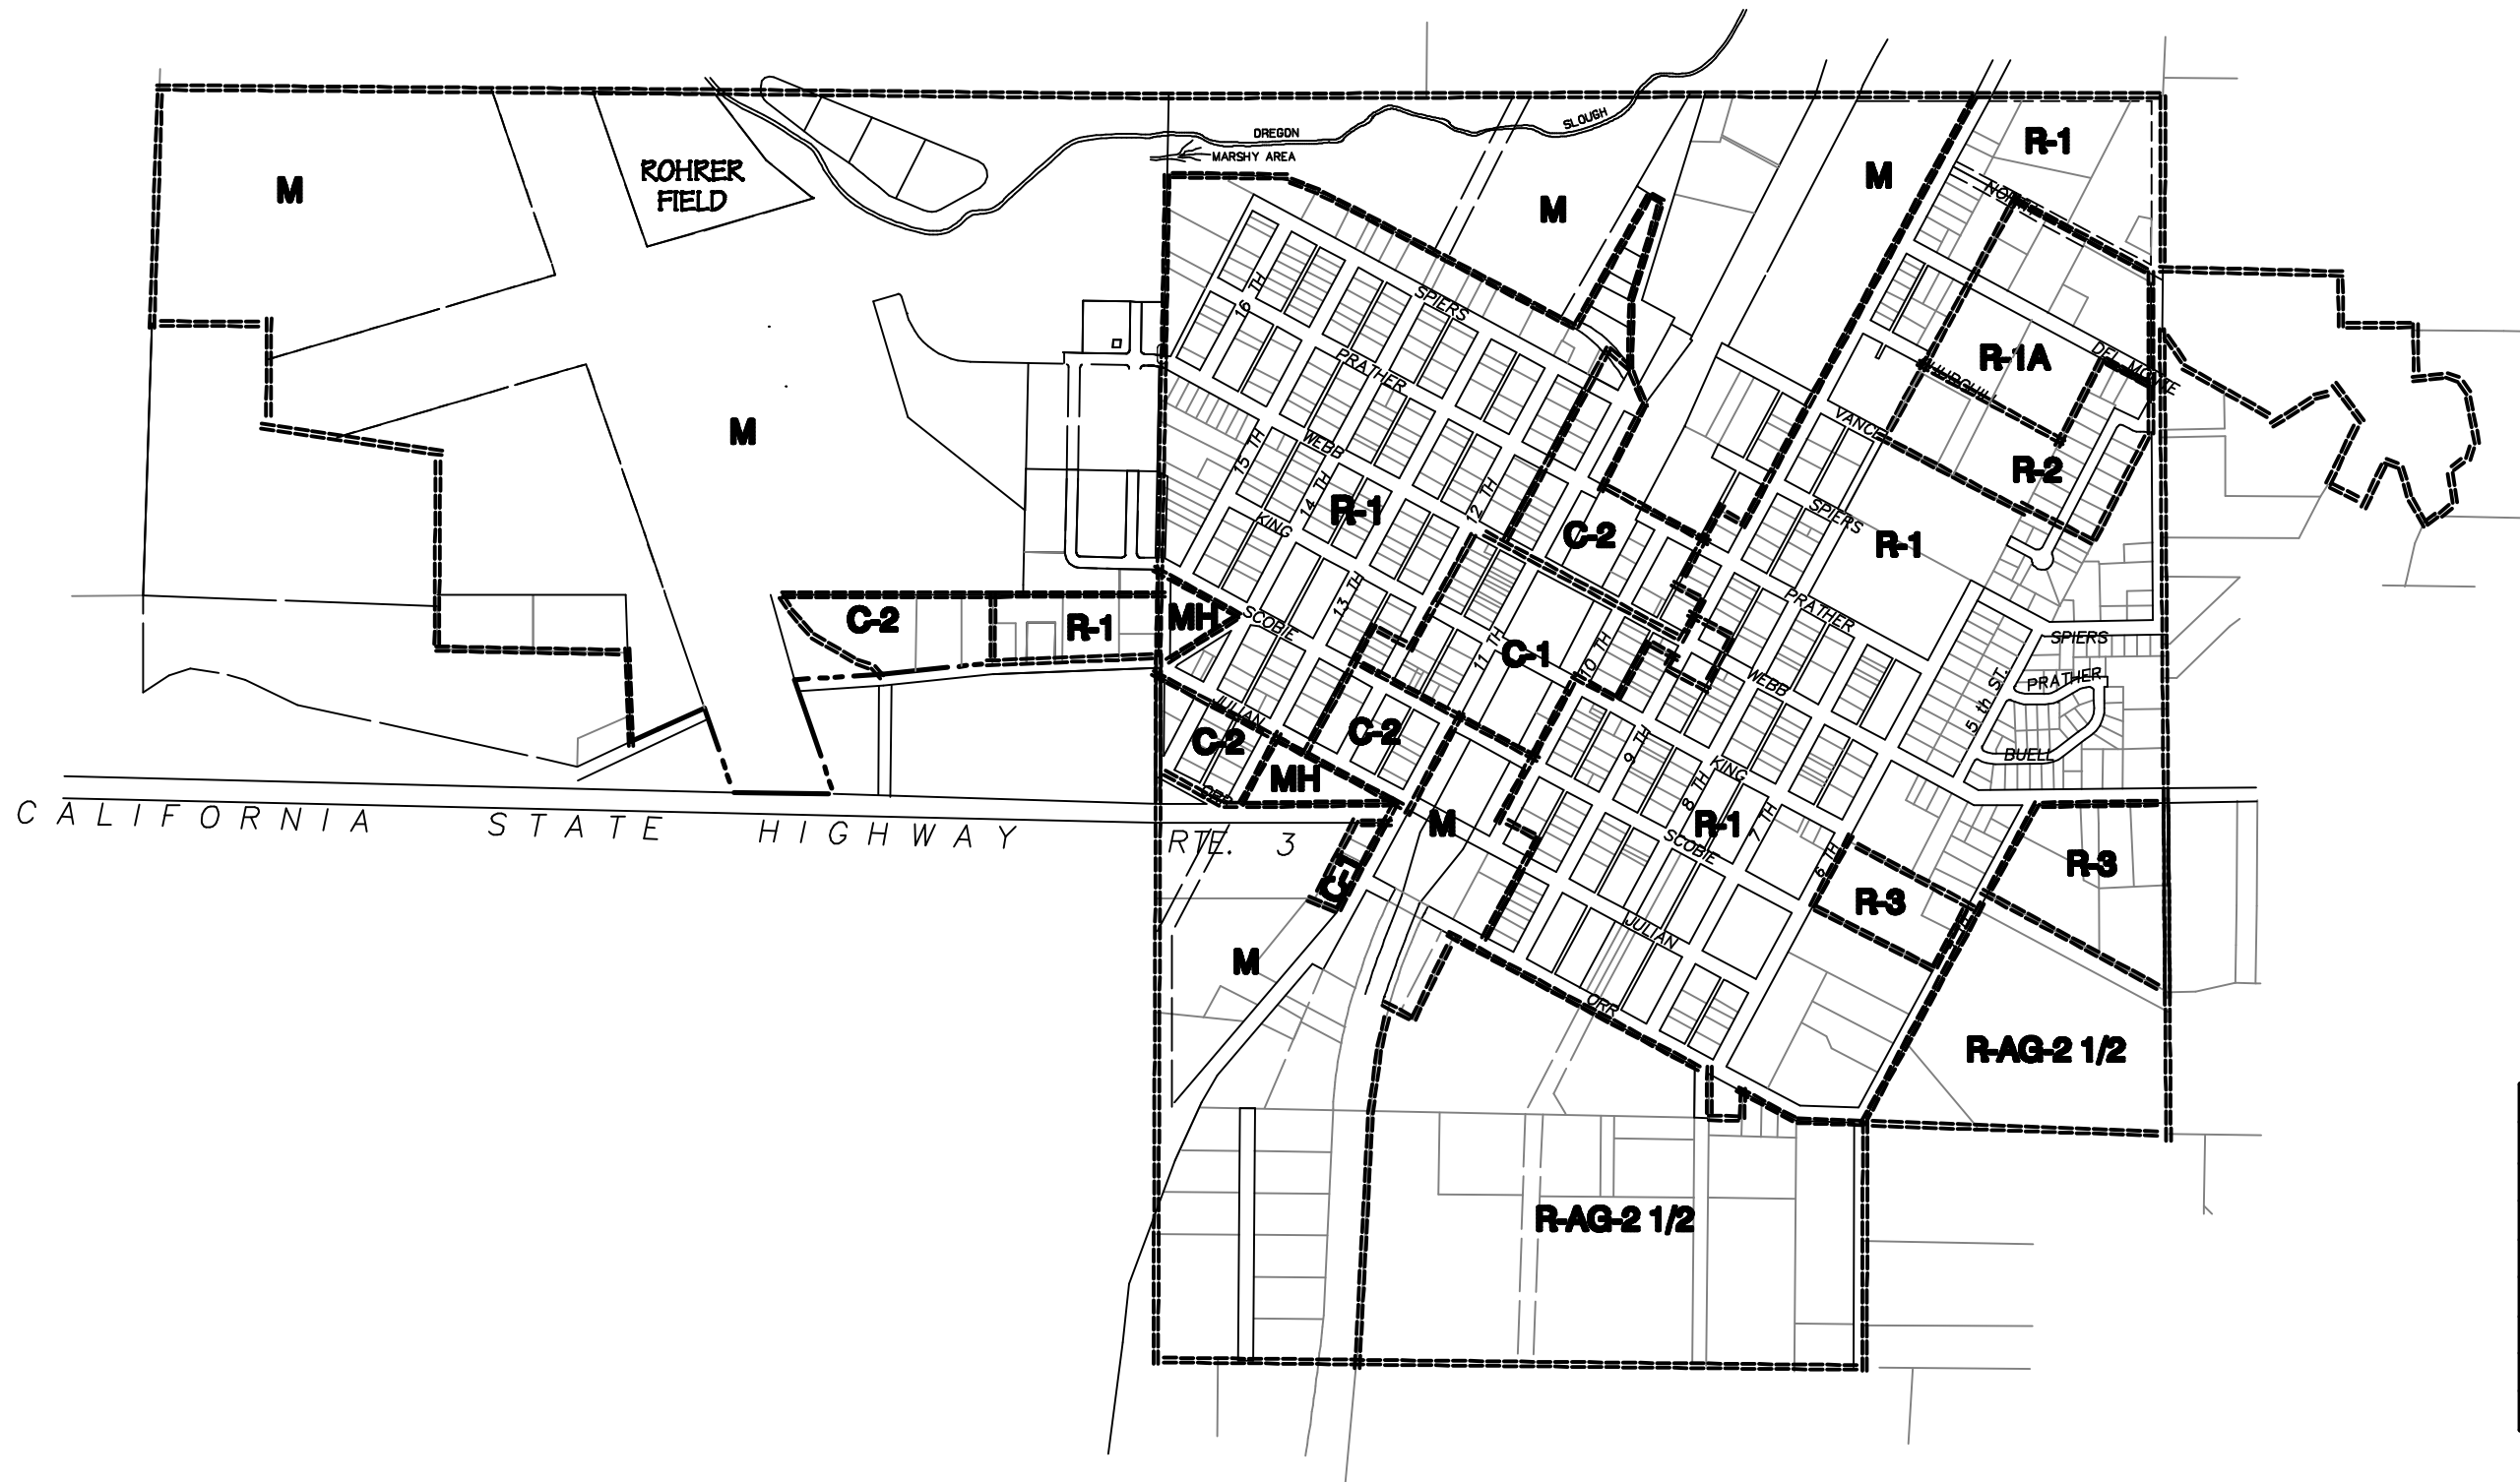 OREGON
SLOUGH
MARSHY AREA
R-1
M
ROHRER
FIELD
M
M
NORMA
16 TH
SPIERS
R-1A
DEL MONTE
PRATHER
CHURCHILL
VANCE
M
WEBB
15 TH
R-2
14 TH
12 TH
R-1
KING
SPIERS
C-2
R-1
13 TH
PRATHER
C-2
R-1
MH
SCOBIE
SPIERS
11 TH
C-1
10 TH
WEBB
5 th ST.
PRATHER
JULIAN
C-2
C-2
9 TH
BUELL
MH
KING
8 TH
ORR
CALIFORNIA STATE HIGHWAY RTE. 3
M
R-1
7 TH
SCOBIE
6 TH
C-1
R-3
R-3
JULIAN
M
ORR
R-AG-2 1/2
R-AG-2 1/2